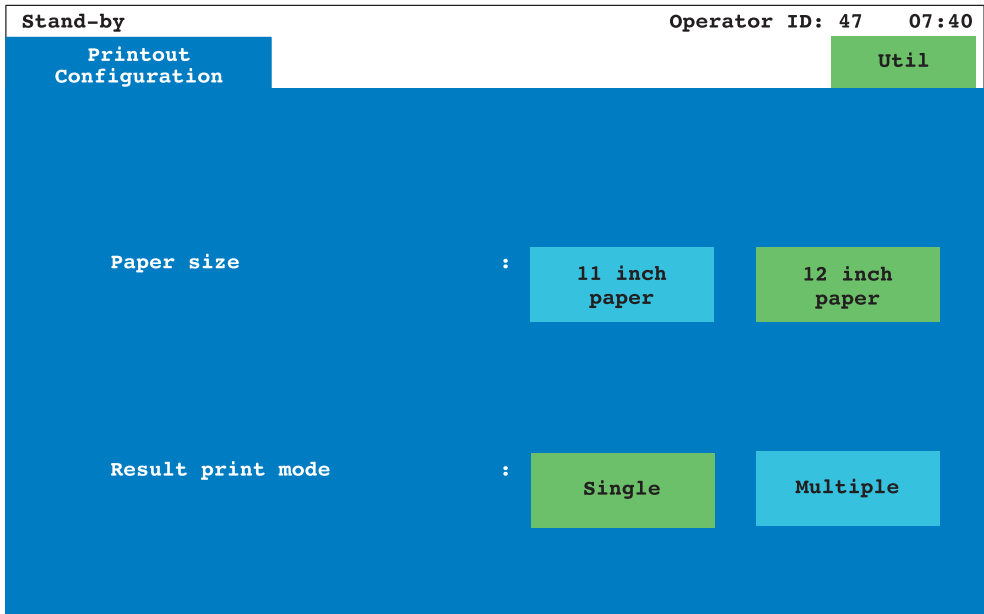 Stand-by Operator ID: 47 07:40
Printout
Configuration
Util
Paper size :
11 inch
paper
12 inch
paper
Result print mode :
Single
Multiple